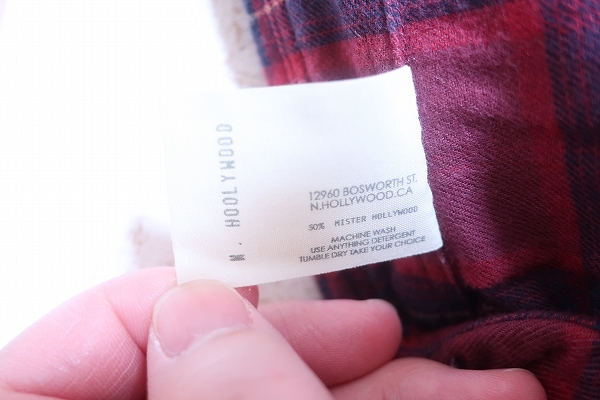 N. HOOLYWOOD
12960 BOSWORTH ST.
N.HOLLYWOOD.CA
50% MISTER HOLLYWOOD
MACHINE WASH
USE ANYTHING DETERGENT
TUMBLE DRY TAKE YOUR CHOICE